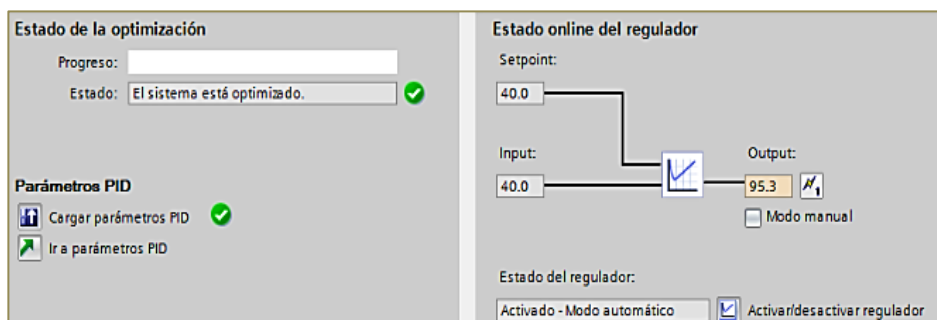 Estado de la optimización
Progreso:
Estado: El sistema está optimizado.
Parámetros PID
Cargar parámetros PID
Ir a parámetros PID
Estado online del regulador
Setpoint:
40.0
Input:
40.0
Output:
95.3
Modo manual
Estado del regulador:
Activado - Modo automático
Activar/desactivar regulador